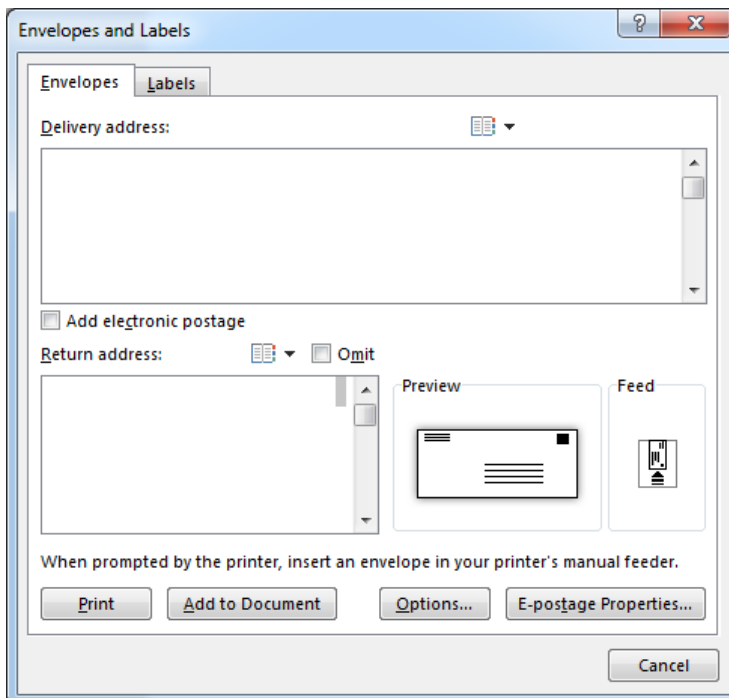 Envelopes and Labels
?
Envelopes Labels
Delivery address:
Add electronic postage
Return address: Omit
Preview Feed
When prompted by the printer, insert an envelope in your printer's manual feeder.
Print Add to Document Options... E-postage Properties...
Cancel